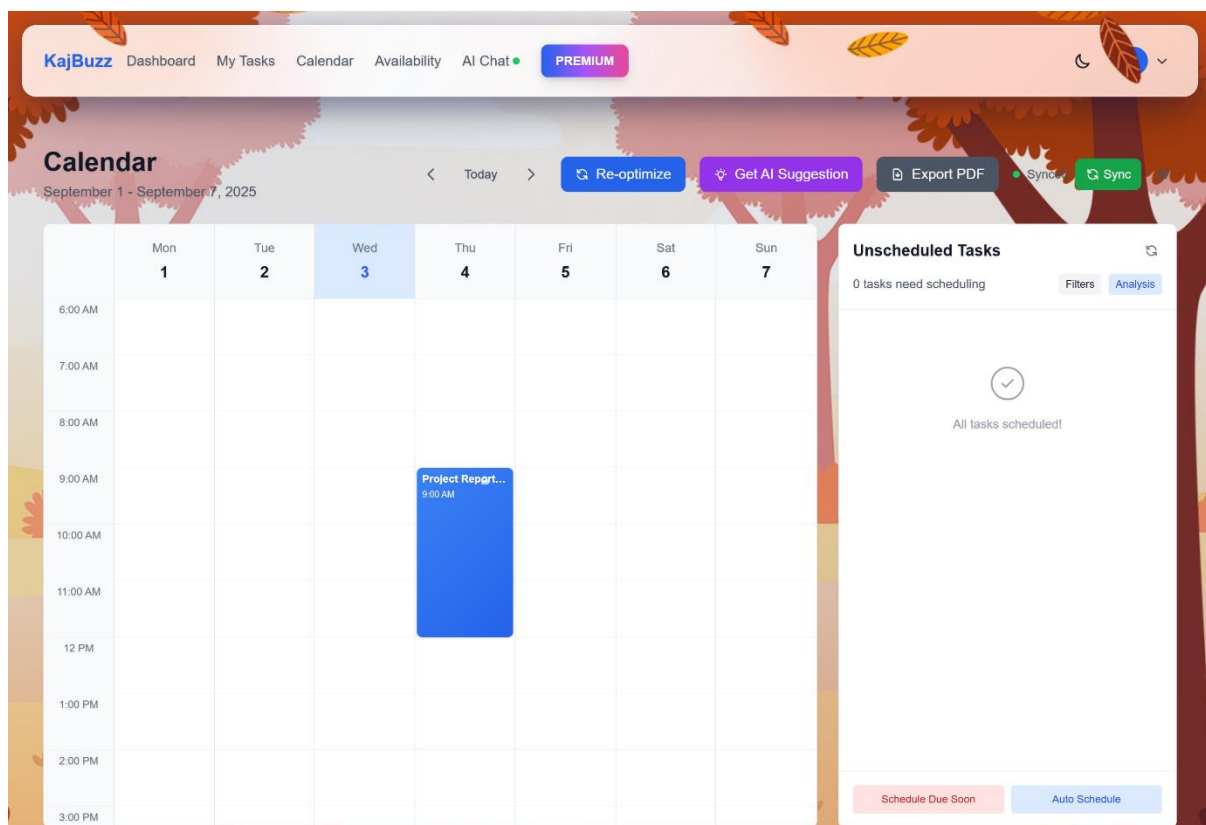 KajBuzz Dashboard My Tasks Calendar Availability AI Chat PREMIUM
Calendar
September 1 - September 7, 2025
Today Re-optimize Get AI Suggestion Export PDF Sync
Mon Tue Wed Thu Fri Sat Sun
1 2 3 4 5 6 7
6:00 AM
7:00 AM
8:00 AM
9:00 AM
10:00 AM
11:00 AM
12 PM
1:00 PM
2:00 PM
3:00 PM
Project Report...
9:00 AM
Unscheduled Tasks
0 tasks need scheduling Filters Analysis
All tasks scheduled!
Schedule Due Soon Auto Schedule